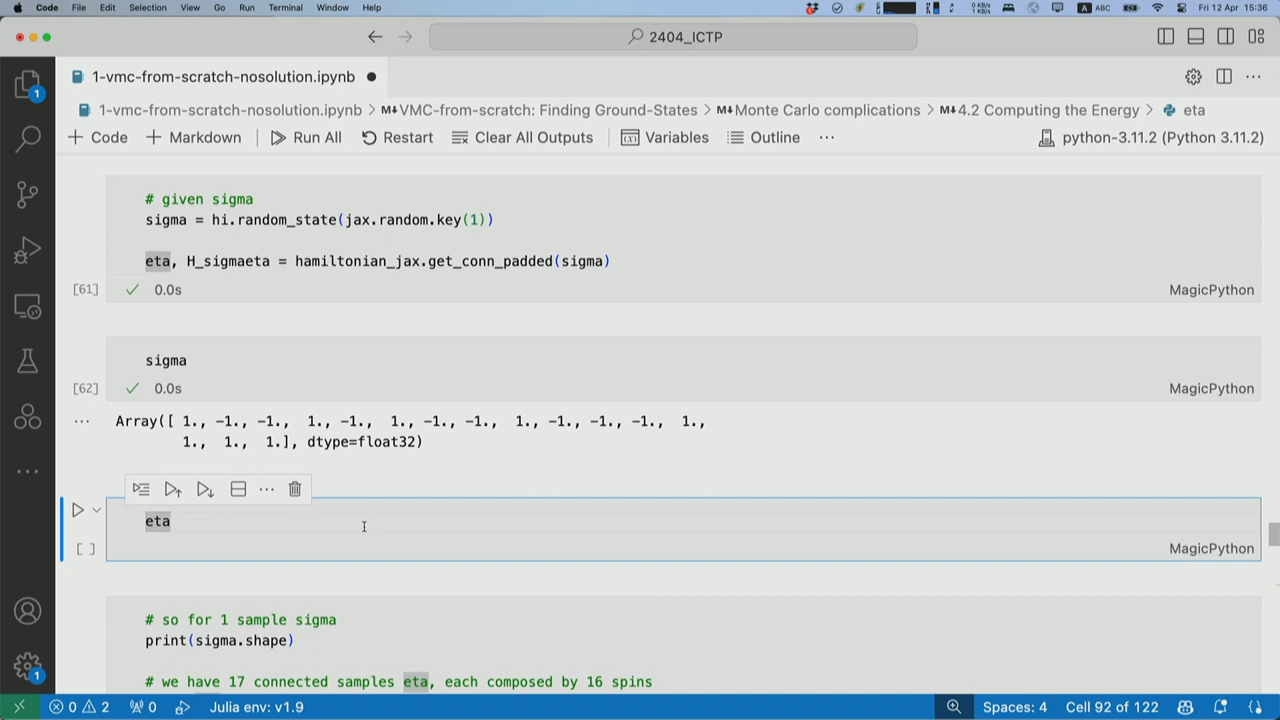 Code File Edit Selection View Go Run Terminal Window Help A ABC Fri 12 Apr 15:36
2404_ICTP
1-vmc-from-scratch-nosolution.ipynb
1-vmc-from-scratch-nosolution.ipynb > M↓VMC-from-scratch: Finding Ground-States > M↓Monte Carlo complications > M↓4.2 Computing the Energy > eta
+ Code + Markdown Run All Restart Clear All Outputs Variables Outline ··· python-3.11.2 (Python 3.11.2)
# given sigma
sigma = hi.random_state(jax.random.key(1))
eta, H_sigmaeta = hamiltonian_jax.get_conn_padded(sigma)
[61] ✓ 0.0s MagicPython
sigma
[62] ✓ 0.0s MagicPython
··· Array([ 1., -1., -1., 1., -1., 1., -1., -1., 1., -1., -1., -1., 1.,
1., 1., 1.], dtype=float32)
eta
[ ] MagicPython
# so for 1 sample sigma
print(sigma.shape)
# we have 17 connected samples eta, each composed by 16 spins
0 2 0 Julia env: v1.9 Spaces: 4 Cell 92 of 122
1
1